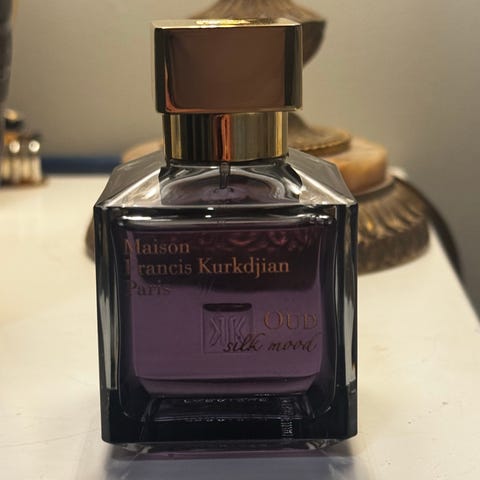 Maison
Francis Kurkdjian
Paris
OUD
silk mood